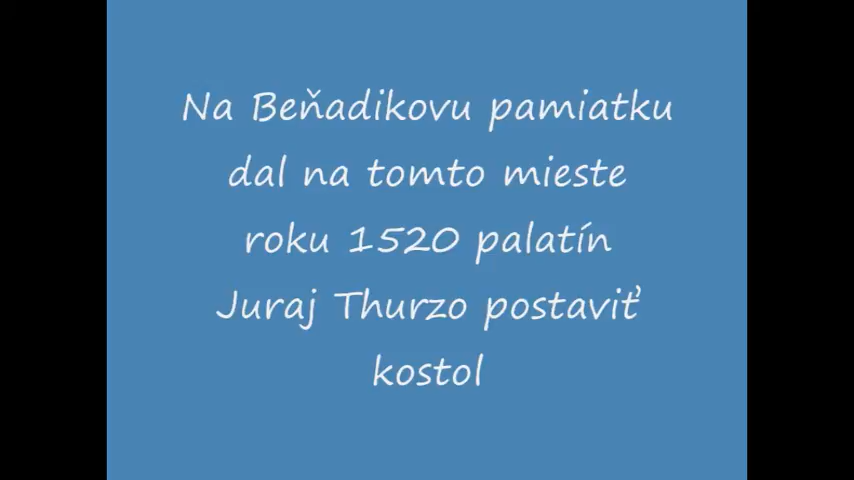 Na Beňadikovu pamiatku
dal na tomto mieste
roku 1520 palatín
Juraj Thurzo postaviť
kostol